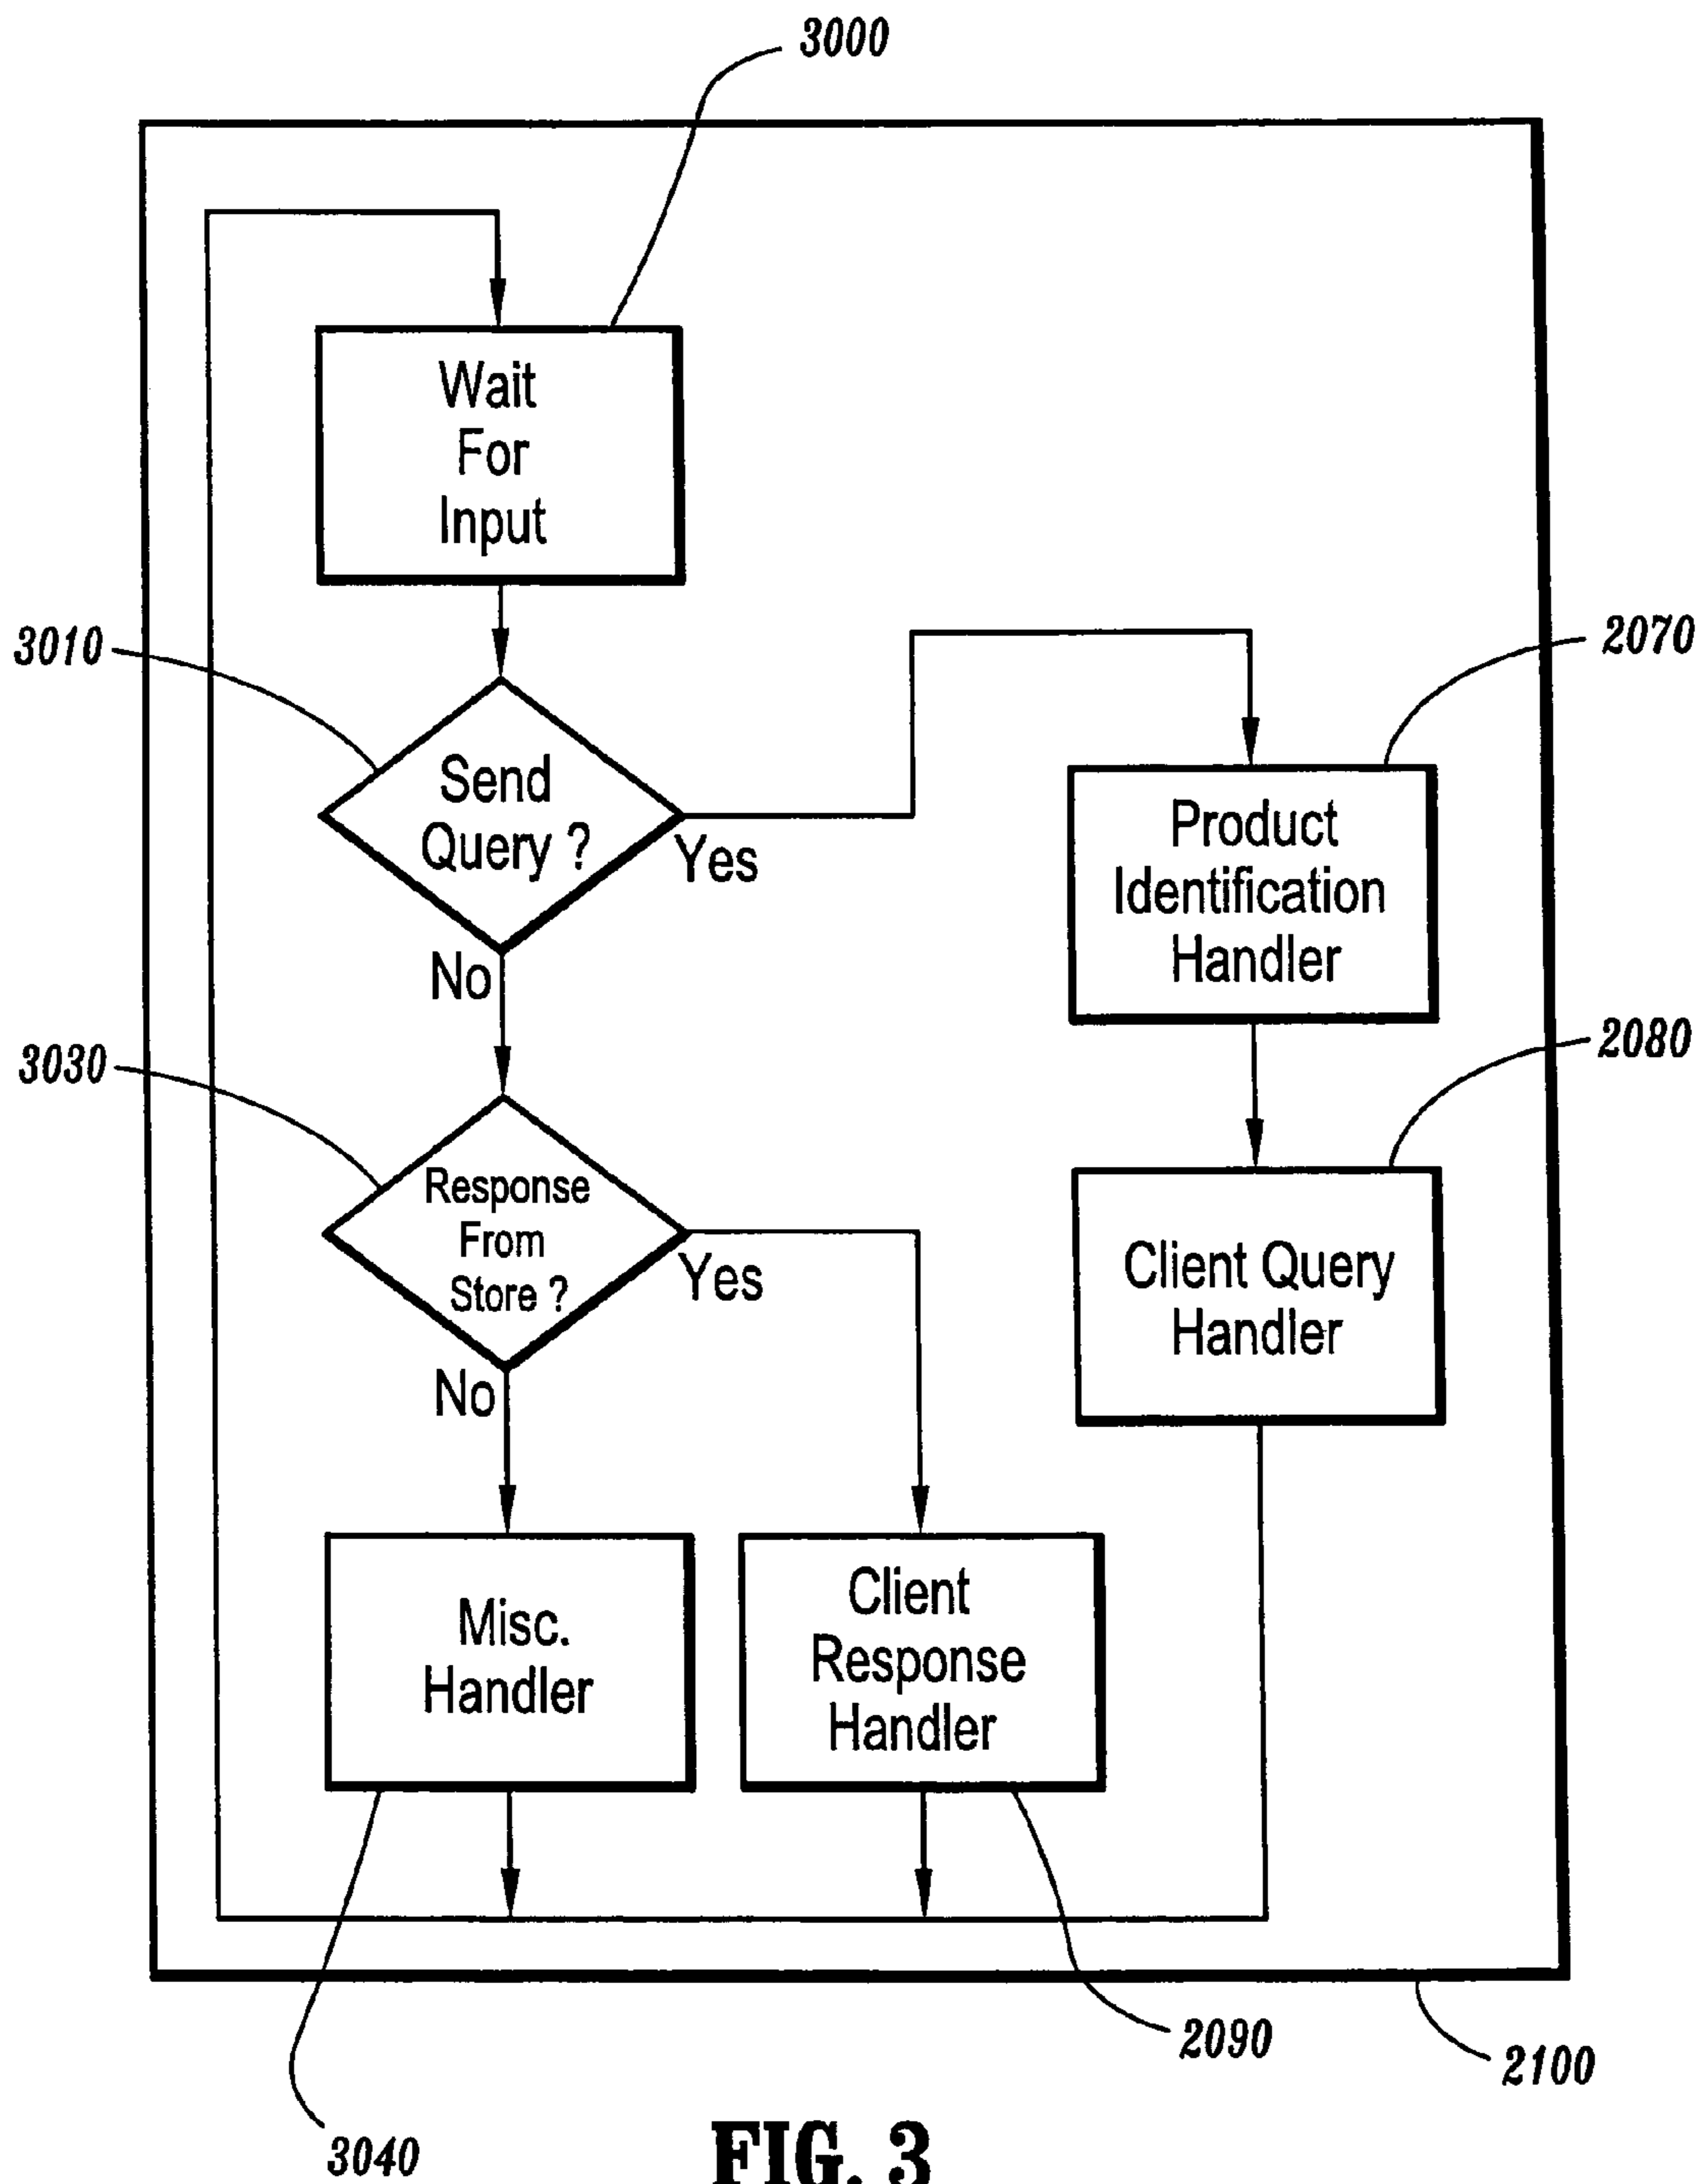 3000
Wait
For
Input
3010
2070
Send
Query ?
Yes
Product
Identification
Handler
No
3030
2080
Response
From
Store ?
Yes
Client Query
Handler
No
Misc.
Handler
Client
Response
Handler
2090
2100
3040
FIG. 3